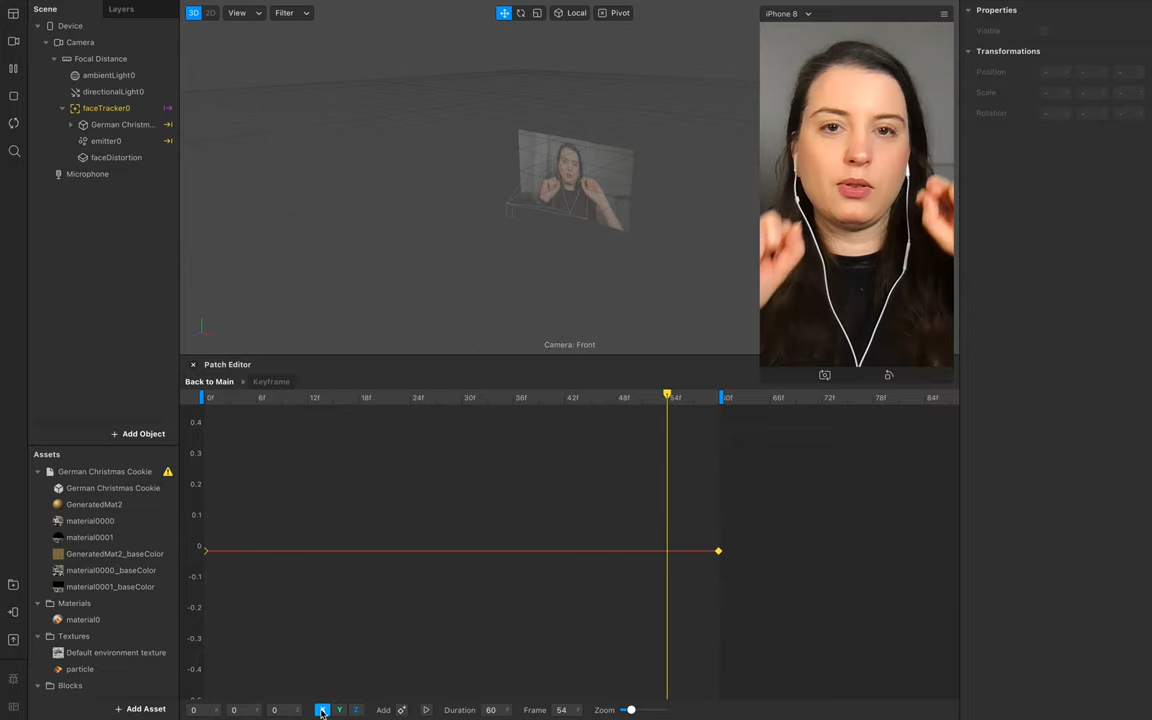 Scene
Layers
Device
Camera
Focal Distance
ambientLight0
directionalLight0
faceTracker0
German Christm...
emitter0
faceDistortion
Microphone
+ Add Object
Assets
German Christmas Cookie
German Christmas Cookie
GeneratedMat2
material0000
material0001
GeneratedMat2_baseColor
material0000_baseColor
material0001_baseColor
Materials
material0
Textures
Default environment texture
particle
Blocks
+ Add Asset
3D 2D View Filter Local Pivot
Camera: Front
iPhone 8
Patch Editor
Back to Main Keyframe
0f 6f 12f 18f 24f 30f 36f 42f 48f 54f 60f 66f 72f 78f 84f
0.4
0.3
0.2
0.1
0
-0.1
-0.2
-0.3
-0.4
0 X 0 Y 0 Z X Y Z Add Duration 60 Frame 54 Zoom
Properties
Visible
Transformations
Position - - -
Scale - - -
Rotation - - -